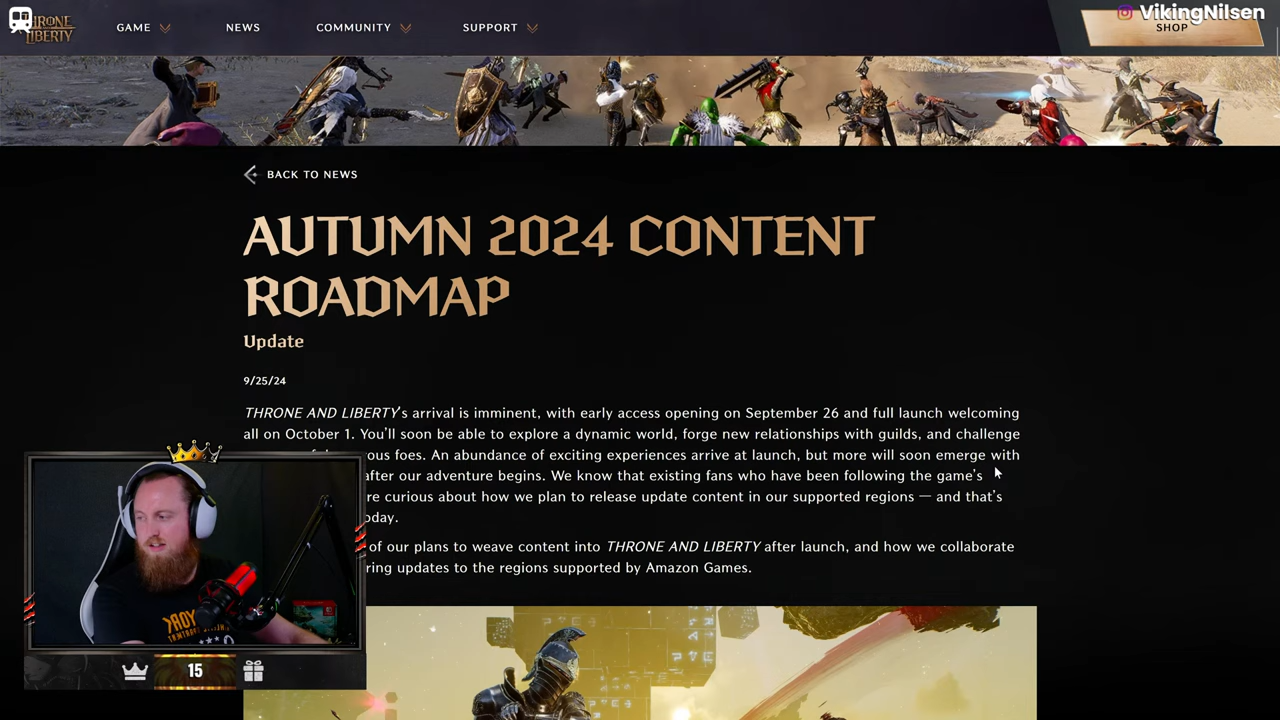 THRONE
LIBERTY
GAME
NEWS
COMMUNITY
SUPPORT
VikingNilsen
SHOP
BACK TO NEWS
AUTUMN 2024 CONTENT
ROADMAP
Update
9/25/24
THRONE AND LIBERTY's arrival is imminent, with early access opening on September 26 and full launch welcoming
all on October 1. You'll soon be able to explore a dynamic world, forge new relationships with guilds, and challenge
foes. An abundance of exciting experiences arrive at launch, but more will soon emerge with
after our adventure begins. We know that existing fans who have been following the game's
curious about how we plan to release update content in our supported regions — and that's
of our plans to weave content into THRONE AND LIBERTY after launch, and how we collaborate
updates to the regions supported by Amazon Games.
15